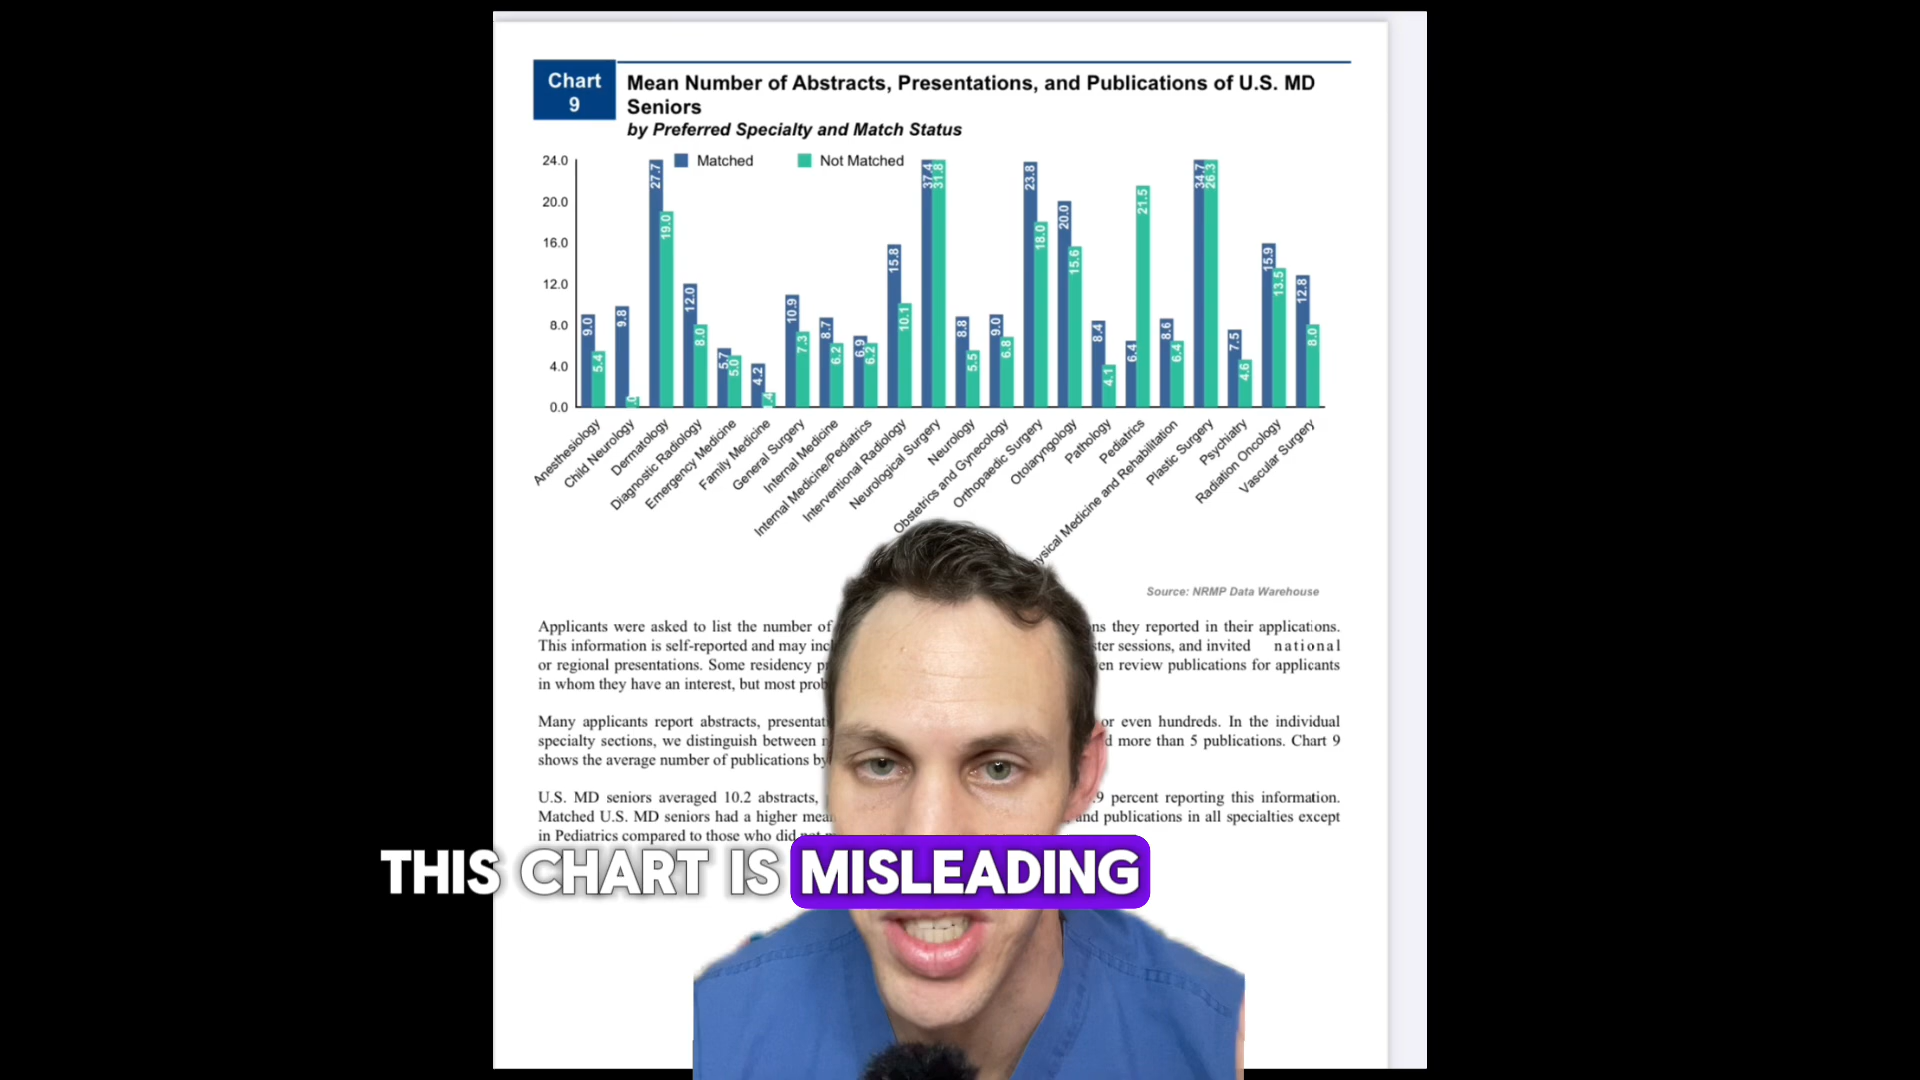 Chart
9
Mean Number of Abstracts, Presentations, and Publications of U.S. MD
Seniors
by Preferred Specialty and Match Status
Matched
Not Matched
24.0
20.0
16.0
12.0
8.0
4.0
0.0
9.0
5.4
9.8
.0
27.7
19.0
12.0
8.0
5.7
5.0
4.2
.4
10.9
7.3
8.7
6.2
6.9
6.2
15.8
10.1
37.4
31.8
8.8
5.5
9.0
6.8
23.8
18.0
20.0
15.6
8.4
4.1
6.4
21.5
8.6
6.4
34.7
26.3
7.5
4.6
15.9
13.5
12.8
8.0
Anesthesiology
Child Neurology
Dermatology
Diagnostic Radiology
Emergency Medicine
Family Medicine
General Surgery
Internal Medicine
Internal Medicine/Pediatrics
Interventional Radiology
Neurological Surgery
Neurology
Obstetrics and Gynecology
Orthopaedic Surgery
Otolaryngology
Pathology
Pediatrics
Medicine and Rehabilitation
Plastic Surgery
Psychiatry
Radiation Oncology
Vascular Surgery
Source: NRMP Data Warehouse
Applicants were asked to list the number of they reported in their applications.
This information is self-reported and may sessions, and invited national
or regional presentations. Some residency review publications for applicants
in whom they have an interest, but most
Many applicants report abstracts, or even hundreds. In the individual
specialty sections, we distinguish between more than 5 publications. Chart 9
shows the average number of publications by
U.S. MD seniors averaged 10.2 abstracts, .9 percent reporting this information.
Matched U.S. MD seniors had a higher and publications in all specialties except
in Pediatrics compared to those who did
THIS CHART IS MISLEADING